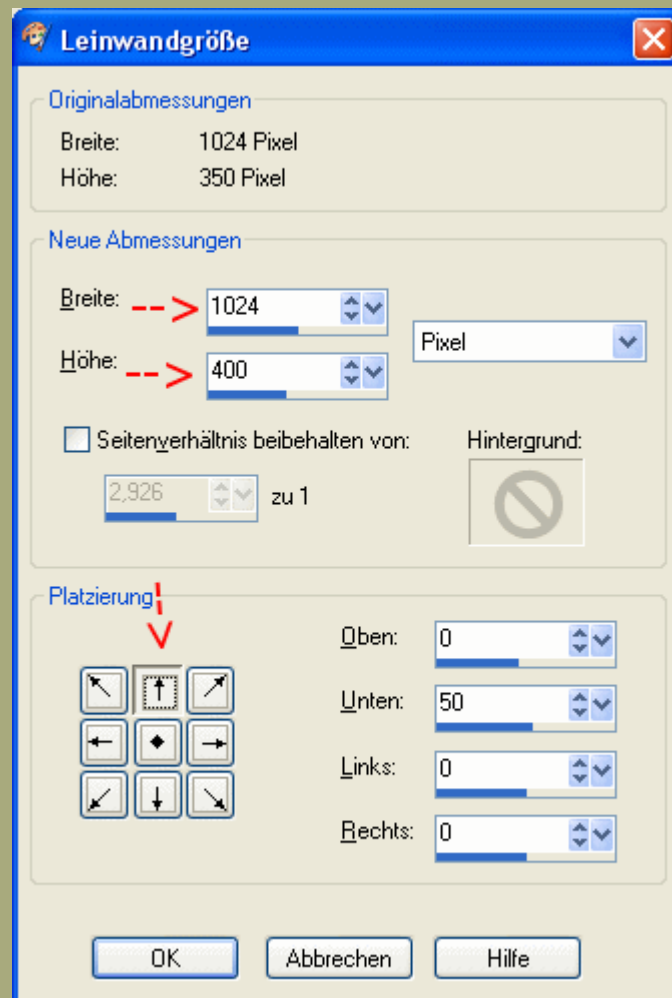 Leinwandgröße
Originalabmessungen
Breite: 1024 Pixel
Höhe: 350 Pixel
Neue Abmessungen
Breite: --> 1024
Pixel
Höhe: --> 400
Seitenverhältnis beibehalten von: Hintergrund:
2,926 zu 1
Platzierung
Oben: 0
Unten: 50
Links: 0
Rechts: 0
OK Abbrechen Hilfe